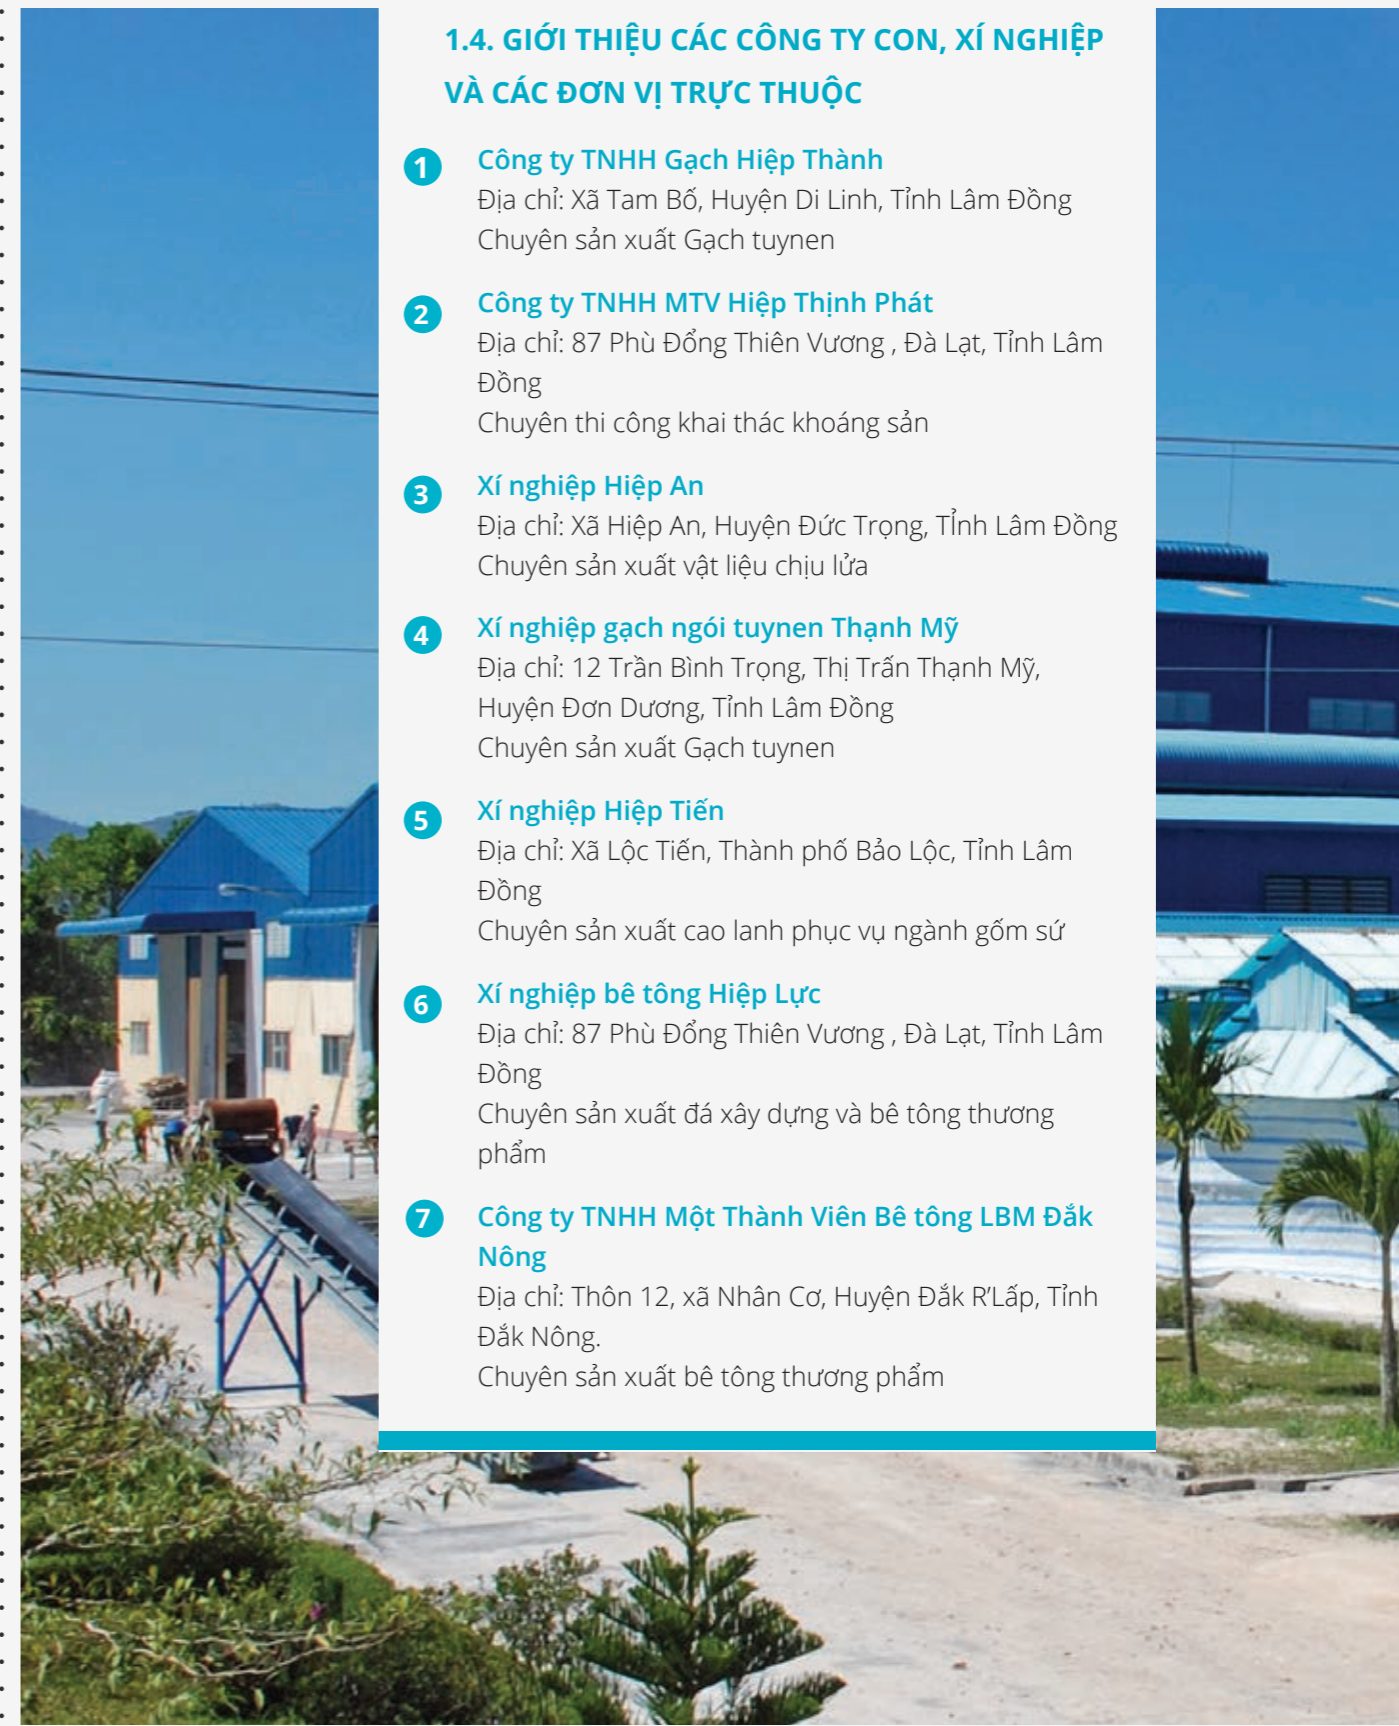 1.4. GIỚI THIỆU CÁC CÔNG TY CON, XÍ NGHIỆP
VÀ CÁC ĐƠN VỊ TRỰC THUỘC
1 Công ty TNHH Gạch Hiệp Thành
Địa chỉ: Xã Tam Bố, Huyện Di Linh, Tỉnh Lâm Đồng
Chuyên sản xuất Gạch tuynen
2 Công ty TNHH MTV Hiệp Thịnh Phát
Địa chỉ: 87 Phù Đổng Thiên Vương , Đà Lạt, Tỉnh Lâm
Đồng
Chuyên thi công khai thác khoáng sản
3 Xí nghiệp Hiệp An
Địa chỉ: Xã Hiệp An, Huyện Đức Trọng, TỈnh Lâm Đồng
Chuyên sản xuất vật liệu chịu lửa
4 Xí nghiệp gạch ngói tuynen Thạnh Mỹ
Địa chỉ: 12 Trần Bình Trọng, Thị Trấn Thạnh Mỹ,
Huyện Đơn Dương, Tỉnh Lâm Đồng
Chuyên sản xuất Gạch tuynen
5 Xí nghiệp Hiệp Tiến
Địa chỉ: Xã Lộc Tiến, Thành phố Bảo Lộc, Tỉnh Lâm
Đồng
Chuyên sản xuất cao lanh phục vụ ngành gốm sứ
6 Xí nghiệp bê tông Hiệp Lực
Địa chỉ: 87 Phù Đổng Thiên Vương , Đà Lạt, Tỉnh Lâm
Đồng
Chuyên sản xuất đá xây dựng và bê tông thương
phẩm
7 Công ty TNHH Một Thành Viên Bê tông LBM Đắk
Nông
Địa chỉ: Thôn 12, xã Nhân Cơ, Huyện Đắk R’Lấp, Tỉnh
Đắk Nông.
Chuyên sản xuất bê tông thương phẩm